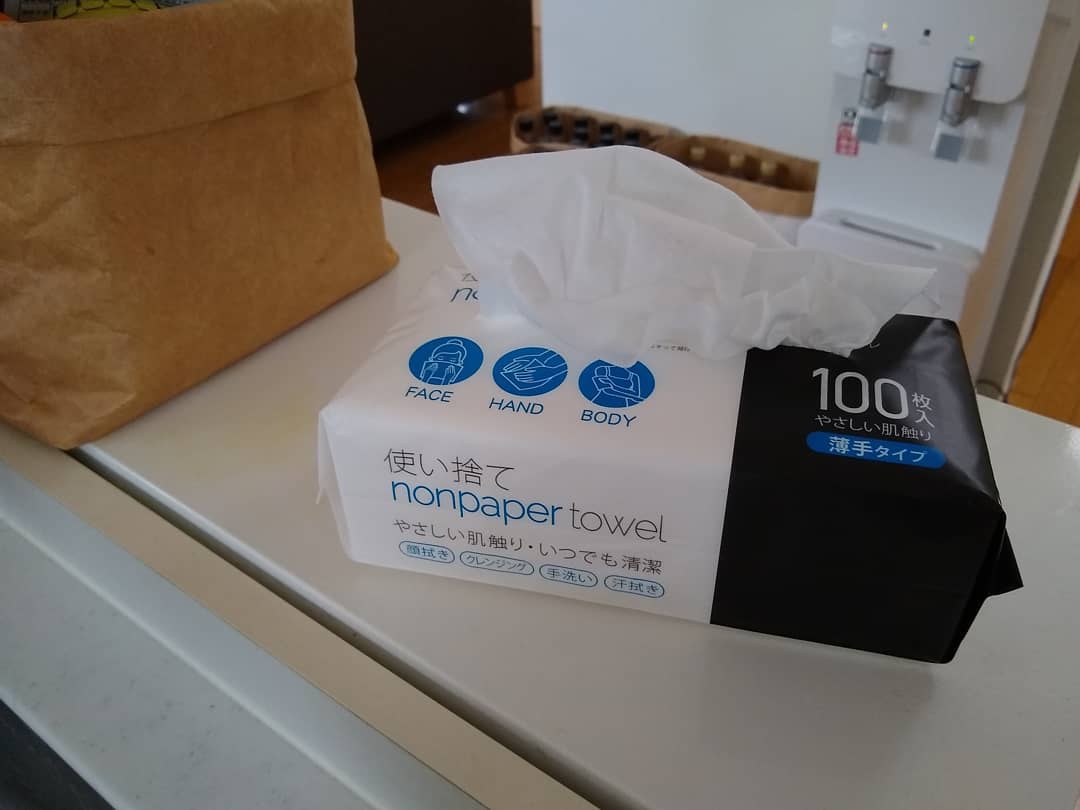 FACE
HAND
BODY
使い捨て
nonpaper towel
やさしい肌触り・いつでも清潔
顔拭き
クレンジング
手洗い
汗拭き
100枚入
やさしい肌触り
薄手タイプ